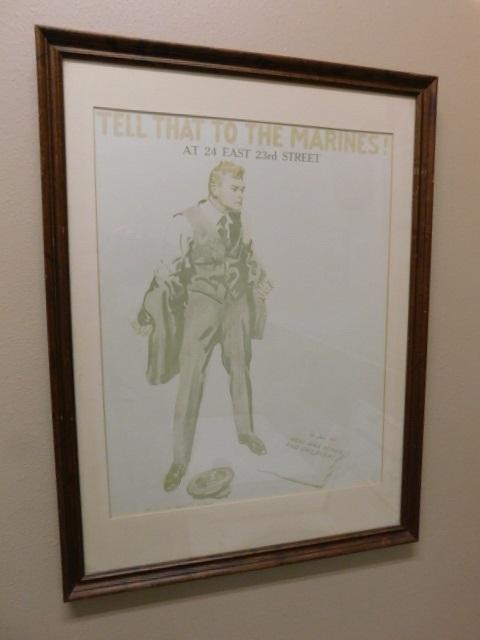 TELL THAT TO THE MARINES!
AT 24 EAST 23rd STREET